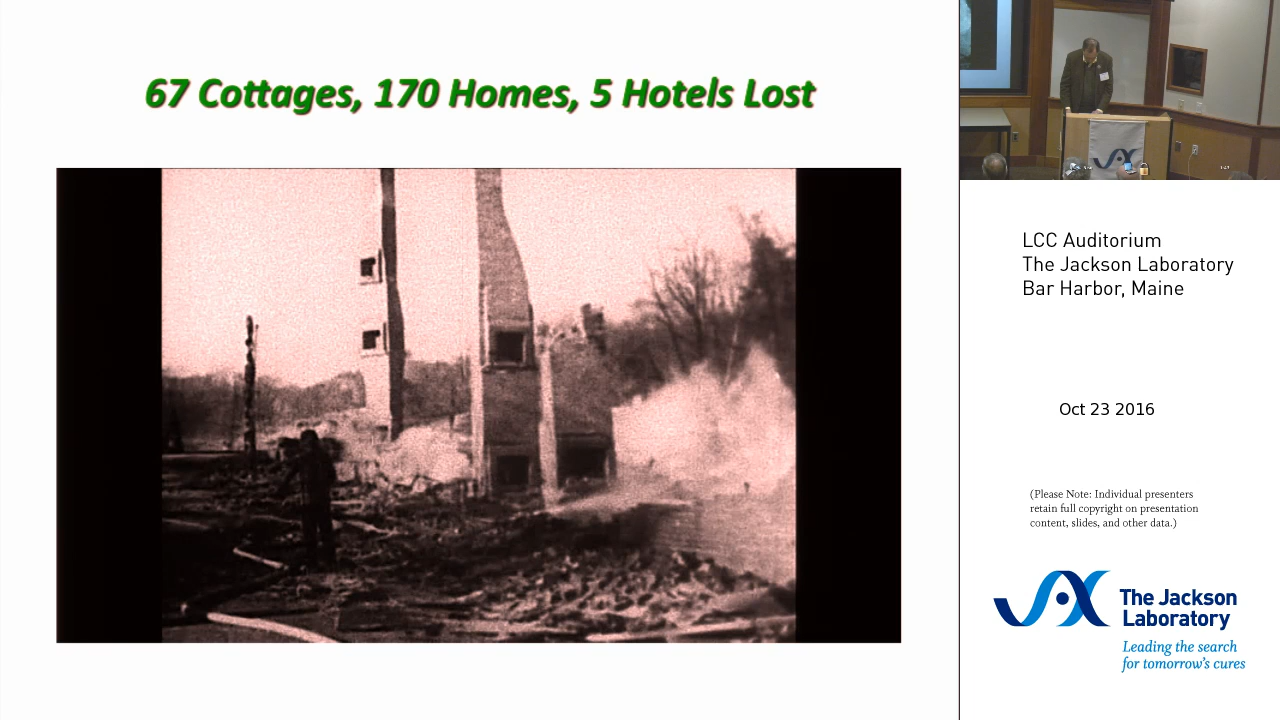 67 Cottages, 170 Homes, 5 Hotels Lost
LCC Auditorium
The Jackson Laboratory
Bar Harbor, Maine
Oct 23 2016
(Please Note: Individual presenters
retain full copyright on presentation
content, slides, and other data.)
JAX
The Jackson
Laboratory
Leading the search
for tomorrow's cures